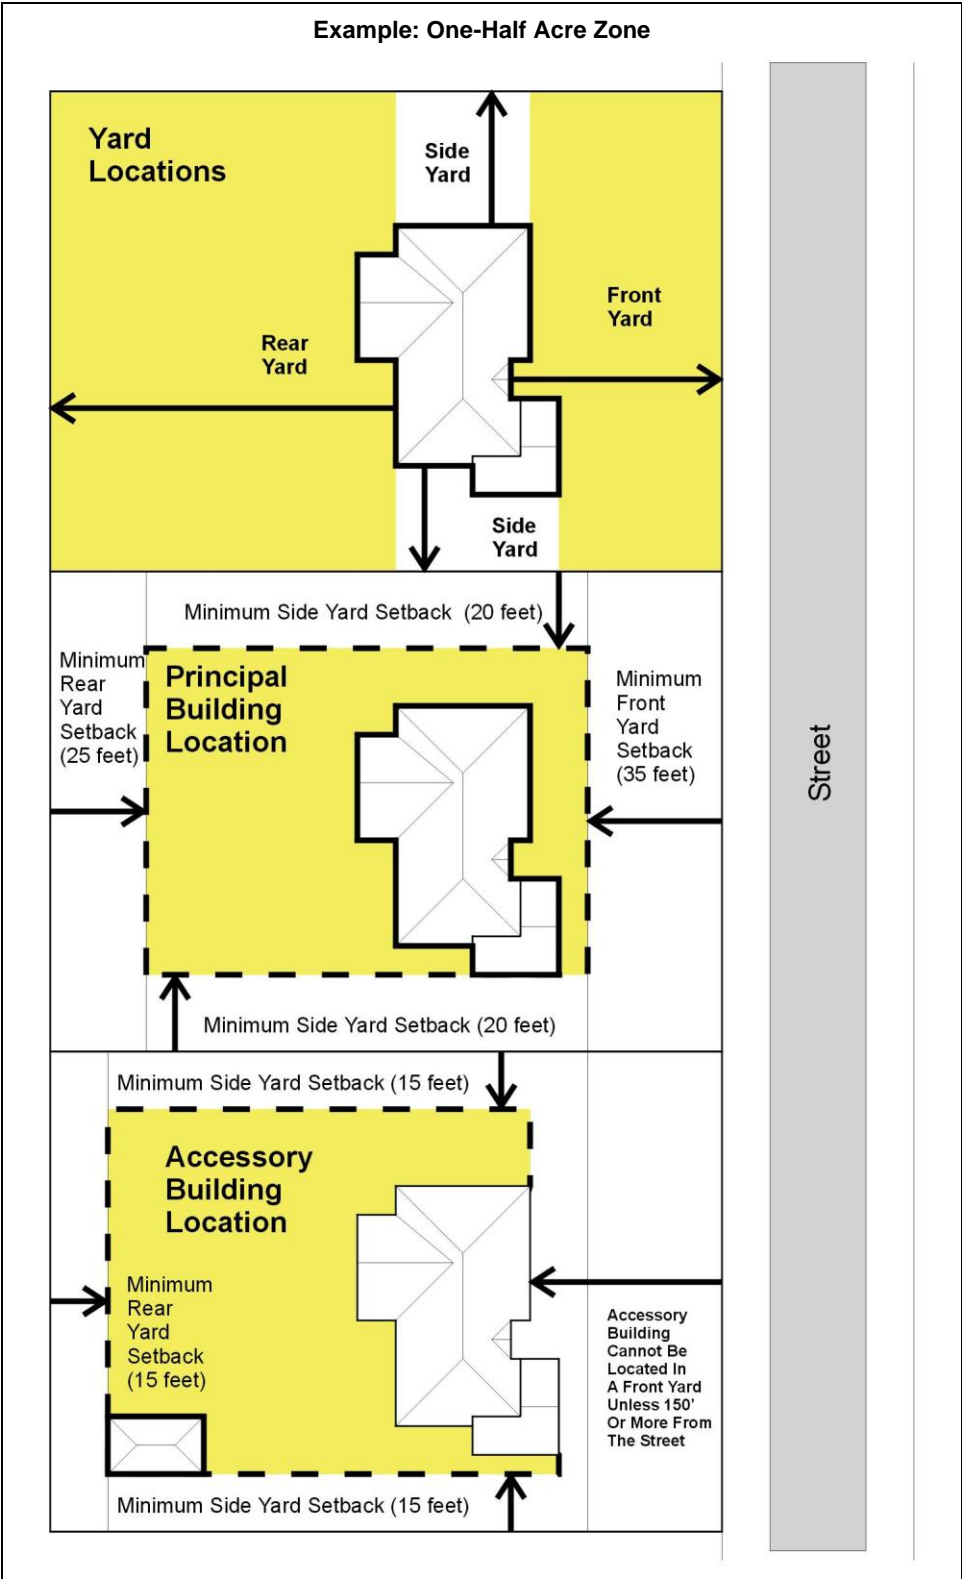 Example: One-Half Acre Zone
Yard
Locations
Side
Yard
Front
Yard
Rear
Yard
Side
Yard
Minimum Side Yard Setback (20 feet)
Minimum
Rear
Yard
Setback
(25 feet)
Principal
Building
Location
Minimum
Front
Yard
Setback
(35 feet)
Street
Minimum Side Yard Setback (20 feet)
Minimum Side Yard Setback (15 feet)
Accessory
Building
Location
Minimum
Rear
Yard
Setback
(15 feet)
Accessory
Building
Cannot Be
Located In
A Front Yard
Unless 150'
Or More From
The Street
Minimum Side Yard Setback (15 feet)